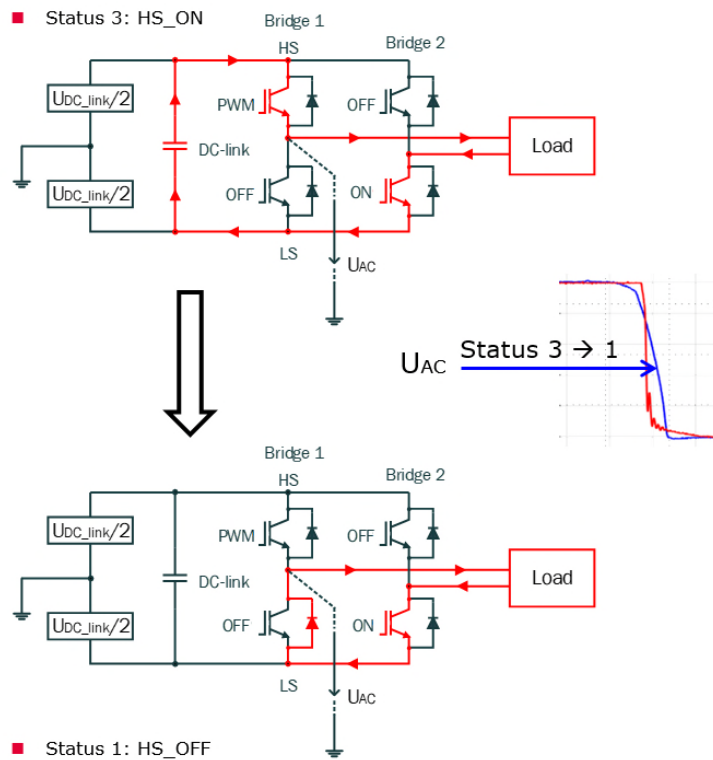 Status 3: HS_ON
Bridge 1
Bridge 2
HS
UDC_link/2
PWM
OFF
DC-link
Load
UDC_link/2
OFF
ON
LS
UAC
UAC Status 3 → 1
Bridge 1
Bridge 2
HS
UDC_link/2
PWM
OFF
DC-link
Load
UDC_link/2
OFF
ON
LS
UAC
Status 1: HS_OFF